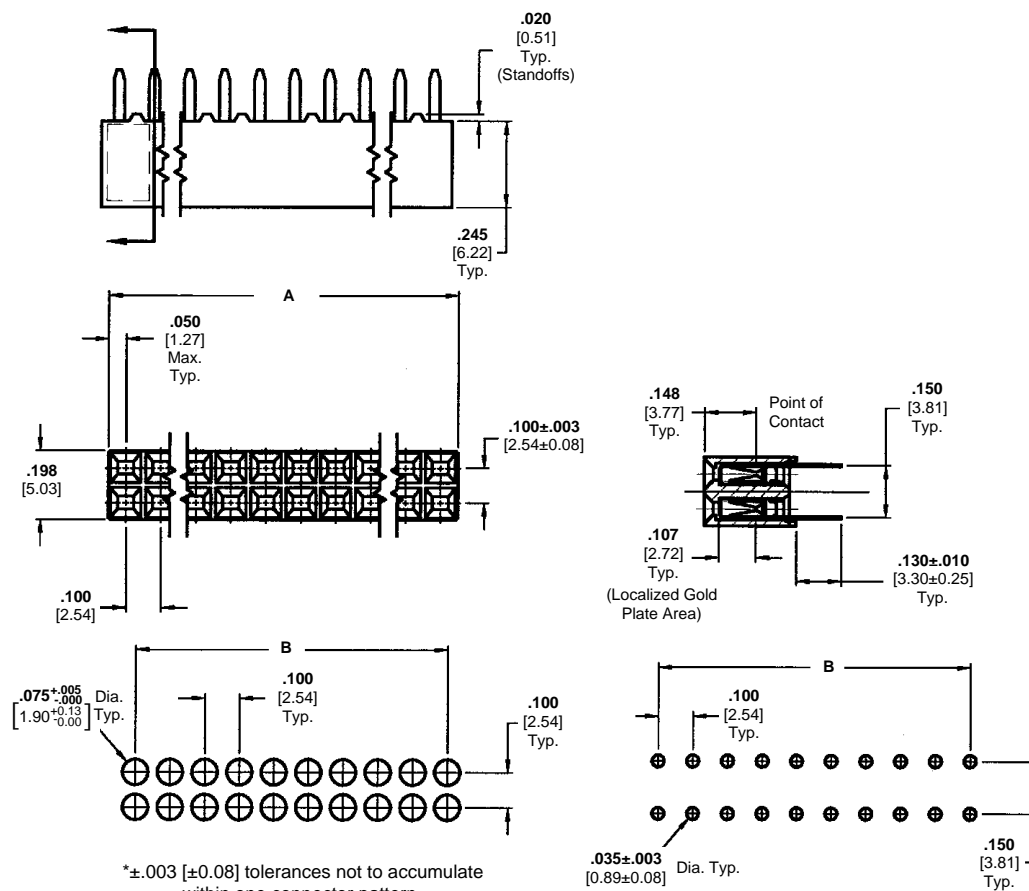 .020
[0.51]
Typ.
(Standoffs)
.245
[6.22]
Typ.
A
.050
[1.27]
Max.
Typ.
.198
[5.03]
.100±.003
[2.54±0.08]
.100
[2.54]
.148
[3.77]
Typ.
Point of
Contact
.150
[3.81]
Typ.
.107
[2.72]
Typ.
(Localized Gold
Plate Area)
.130±.010
[3.30±0.25]
Typ.
B
.075+.005 -.000 Dia.
[1.90+0.13 -0.00] Typ.
.100
[2.54]
Typ.
.100
[2.54]
Typ.
B
.100
[2.54]
Typ.
.035±.003
[0.89±0.08] Dia. Typ.
.150
[3.81]
Typ.
*±.003 [±0.08] tolerances not to accumulate
within one connector pattern